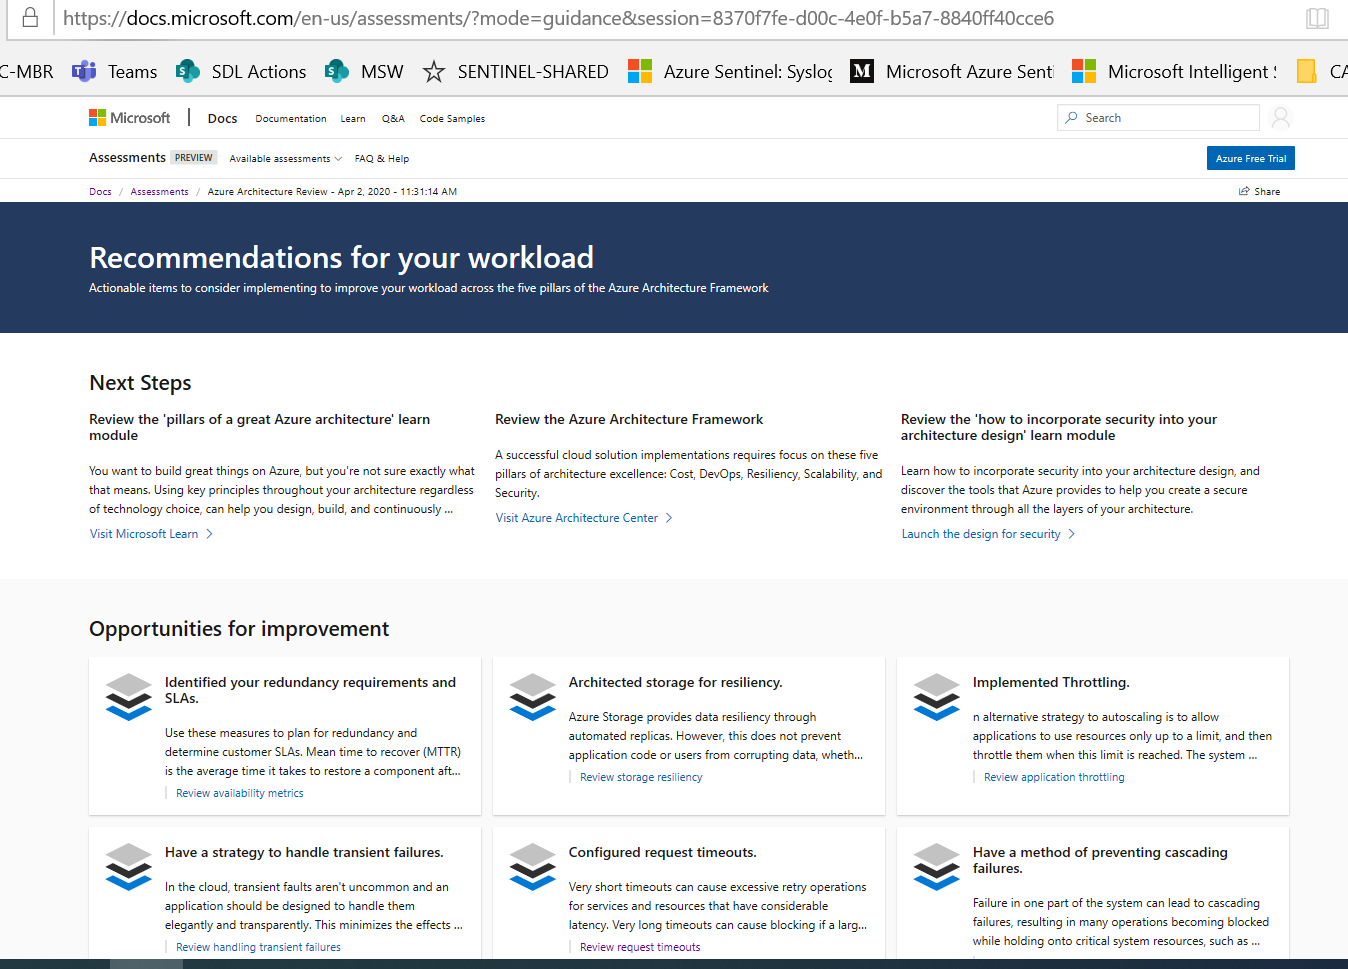 https://docs.microsoft.com/en-us/assessments/?mode=guidance&session=8370f7fe-d00c-4e0f-b5a7-8840ff40cce6
C-MBR Teams SDL Actions MSW SENTINEL-SHARED Azure Sentinel: Syslog M Microsoft Azure Senti Microsoft Intelligent S CA
Microsoft Docs Documentation Learn Q&A Code Samples Search
Assessments PREVIEW Available assessments FAQ & Help Azure Free Trial
Docs / Assessments / Azure Architecture Review - Apr 2, 2020 - 11:31:14 AM Share
Recommendations for your workload
Actionable items to consider implementing to improve your workload across the five pillars of the Azure Architecture Framework
Next Steps
Review the 'pillars of a great Azure architecture' learn
module
You want to build great things on Azure, but you're not sure exactly what
that means. Using key principles throughout your architecture regardless
of technology choice, can help you design, build, and continuously ...
Visit Microsoft Learn
Review the Azure Architecture Framework
A successful cloud solution implementations requires focus on these five
pillars of architecture excellence: Cost, DevOps, Resiliency, Scalability, and
Security.
Visit Azure Architecture Center
Review the 'how to incorporate security into your
architecture design' learn module
Learn how to incorporate security into your architecture design, and
discover the tools that Azure provides to help you create a secure
environment through all the layers of your architecture.
Launch the design for security
Opportunities for improvement
Identified your redundancy requirements and
SLAs.
Use these measures to plan for redundancy and
determine customer SLAs. Mean time to recover (MTTR)
is the average time it takes to restore a component aft...
Review availability metrics
Architected storage for resiliency.
Azure Storage provides data resiliency through
automated replicas. However, this does not prevent
application code or users from corrupting data, wheth...
Review storage resiliency
Implemented Throttling.
n alternative strategy to autoscaling is to allow
applications to use resources only up to a limit, and then
throttle them when this limit is reached. The system ...
Review application throttling
Have a strategy to handle transient failures.
In the cloud, transient faults aren't uncommon and an
application should be designed to handle them
elegantly and transparently. This minimizes the effects ...
Review handling transient failures
Configured request timeouts.
Very short timeouts can cause excessive retry operations
for services and resources that have considerable
latency. Very long timeouts can cause blocking if a larg...
Review request timeouts
Have a method of preventing cascading
failures.
Failure in one part of the system can lead to cascading
failures, resulting in many operations becoming blocked
while holding onto critical system resources, such as ...